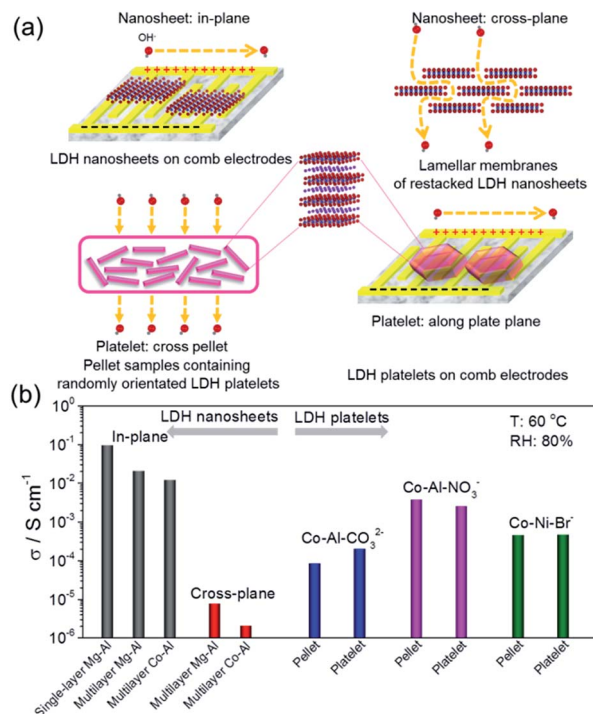 (a)
Nanosheet: in-plane
OH-
+ + + + + + + + + + + +
LDH nanosheets on comb electrodes
Nanosheet: cross-plane
Lamellar membranes
of restacked LDH nanosheets
Platelet: cross pellet
Pellet samples containing
randomly orientated LDH platelets
+ + + + + + + + + + + +
Platelet: along plate plane
LDH platelets on comb electrodes
(b)
σ / S cm⁻¹
10⁰
10⁻¹
10⁻²
10⁻³
10⁻⁴
10⁻⁵
10⁻⁶
LDH nanosheets
LDH platelets
T: 60 °C
RH: 80%
In-plane
Cross-plane
Co-Al-CO₃²⁻
Co-Al-NO₃⁻
Co-Ni-Br⁻
Single-layer Mg-Al
Multilayer Mg-Al
Multilayer Co-Al
Multilayer Mg-Al
Multilayer Co-Al
Pellet
Platelet
Pellet
Platelet
Pellet
Platelet